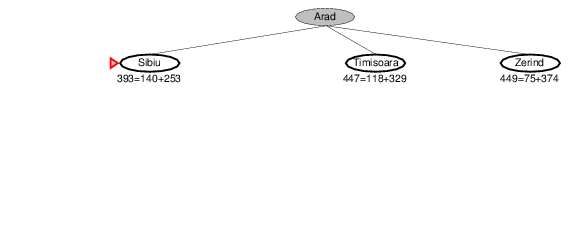 Arad
Sibiu
Timisoara
Zerind
393=140+253
447=118+329
449=75+374